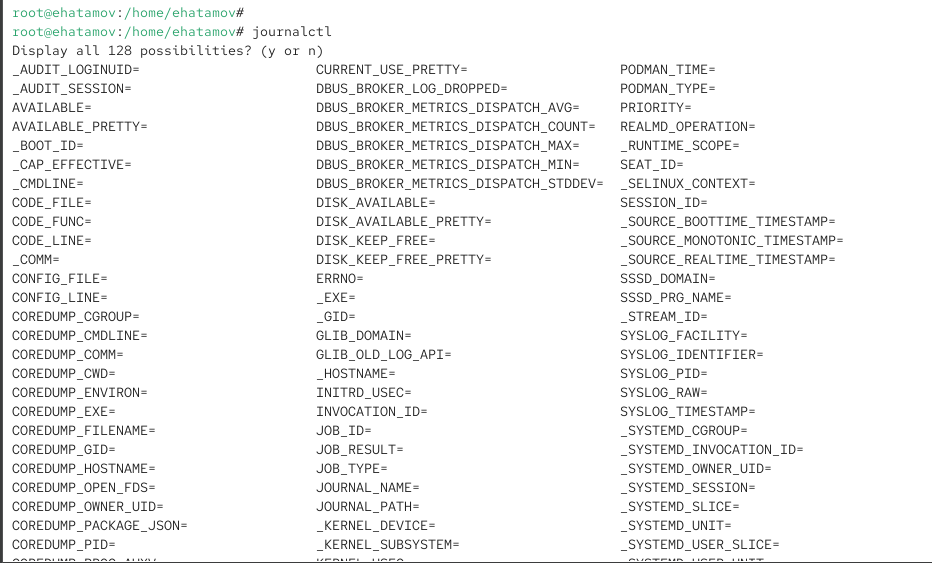 root@ehatamov:/home/ehatamov#
root@ehatamov:/home/ehatamov# journalctl
Display all 128 possibilities? (y or n)
_AUDIT_LOGINUID= CURRENT_USE_PRETTY= PODMAN_TIME=
_AUDIT_SESSION= DBUS_BROKER_LOG_DROPPED= PODMAN_TYPE=
AVAILABLE= DBUS_BROKER_METRICS_DISPATCH_AVG= PRIORITY=
AVAILABLE_PRETTY= DBUS_BROKER_METRICS_DISPATCH_COUNT= REALMD_OPERATION=
_BOOT_ID= DBUS_BROKER_METRICS_DISPATCH_MAX= _RUNTIME_SCOPE=
_CAP_EFFECTIVE= DBUS_BROKER_METRICS_DISPATCH_MIN= SEAT_ID=
_CMDLINE= DBUS_BROKER_METRICS_DISPATCH_STDDEV= _SELINUX_CONTEXT=
CODE_FILE= DISK_AVAILABLE= SESSION_ID=
CODE_FUNC= DISK_AVAILABLE_PRETTY= _SOURCE_BOOTTIME_TIMESTAMP=
CODE_LINE= DISK_KEEP_FREE= _SOURCE_MONOTONIC_TIMESTAMP=
_COMM= DISK_KEEP_FREE_PRETTY= _SOURCE_REALTIME_TIMESTAMP=
CONFIG_FILE= ERRNO= SSSD_DOMAIN=
CONFIG_LINE= _EXE= SSSD_PRG_NAME=
COREDUMP_CGROUP= _GID= _STREAM_ID=
COREDUMP_CMDLINE= GLIB_DOMAIN= SYSLOG_FACILITY=
COREDUMP_COMM= GLIB_OLD_LOG_API= SYSLOG_IDENTIFIER=
COREDUMP_CWD= _HOSTNAME= SYSLOG_PID=
COREDUMP_ENVIRON= INITRD_USEC= SYSLOG_RAW=
COREDUMP_EXE= INVOCATION_ID= SYSLOG_TIMESTAMP=
COREDUMP_FILENAME= JOB_ID= _SYSTEMD_CGROUP=
COREDUMP_GID= JOB_RESULT= _SYSTEMD_INVOCATION_ID=
COREDUMP_HOSTNAME= JOB_TYPE= _SYSTEMD_OWNER_UID=
COREDUMP_OPEN_FDS= JOURNAL_NAME= _SYSTEMD_SESSION=
COREDUMP_OWNER_UID= JOURNAL_PATH= _SYSTEMD_SLICE=
COREDUMP_PACKAGE_JSON= _KERNEL_DEVICE= _SYSTEMD_UNIT=
COREDUMP_PID= _KERNEL_SUBSYSTEM= _SYSTEMD_USER_SLICE=